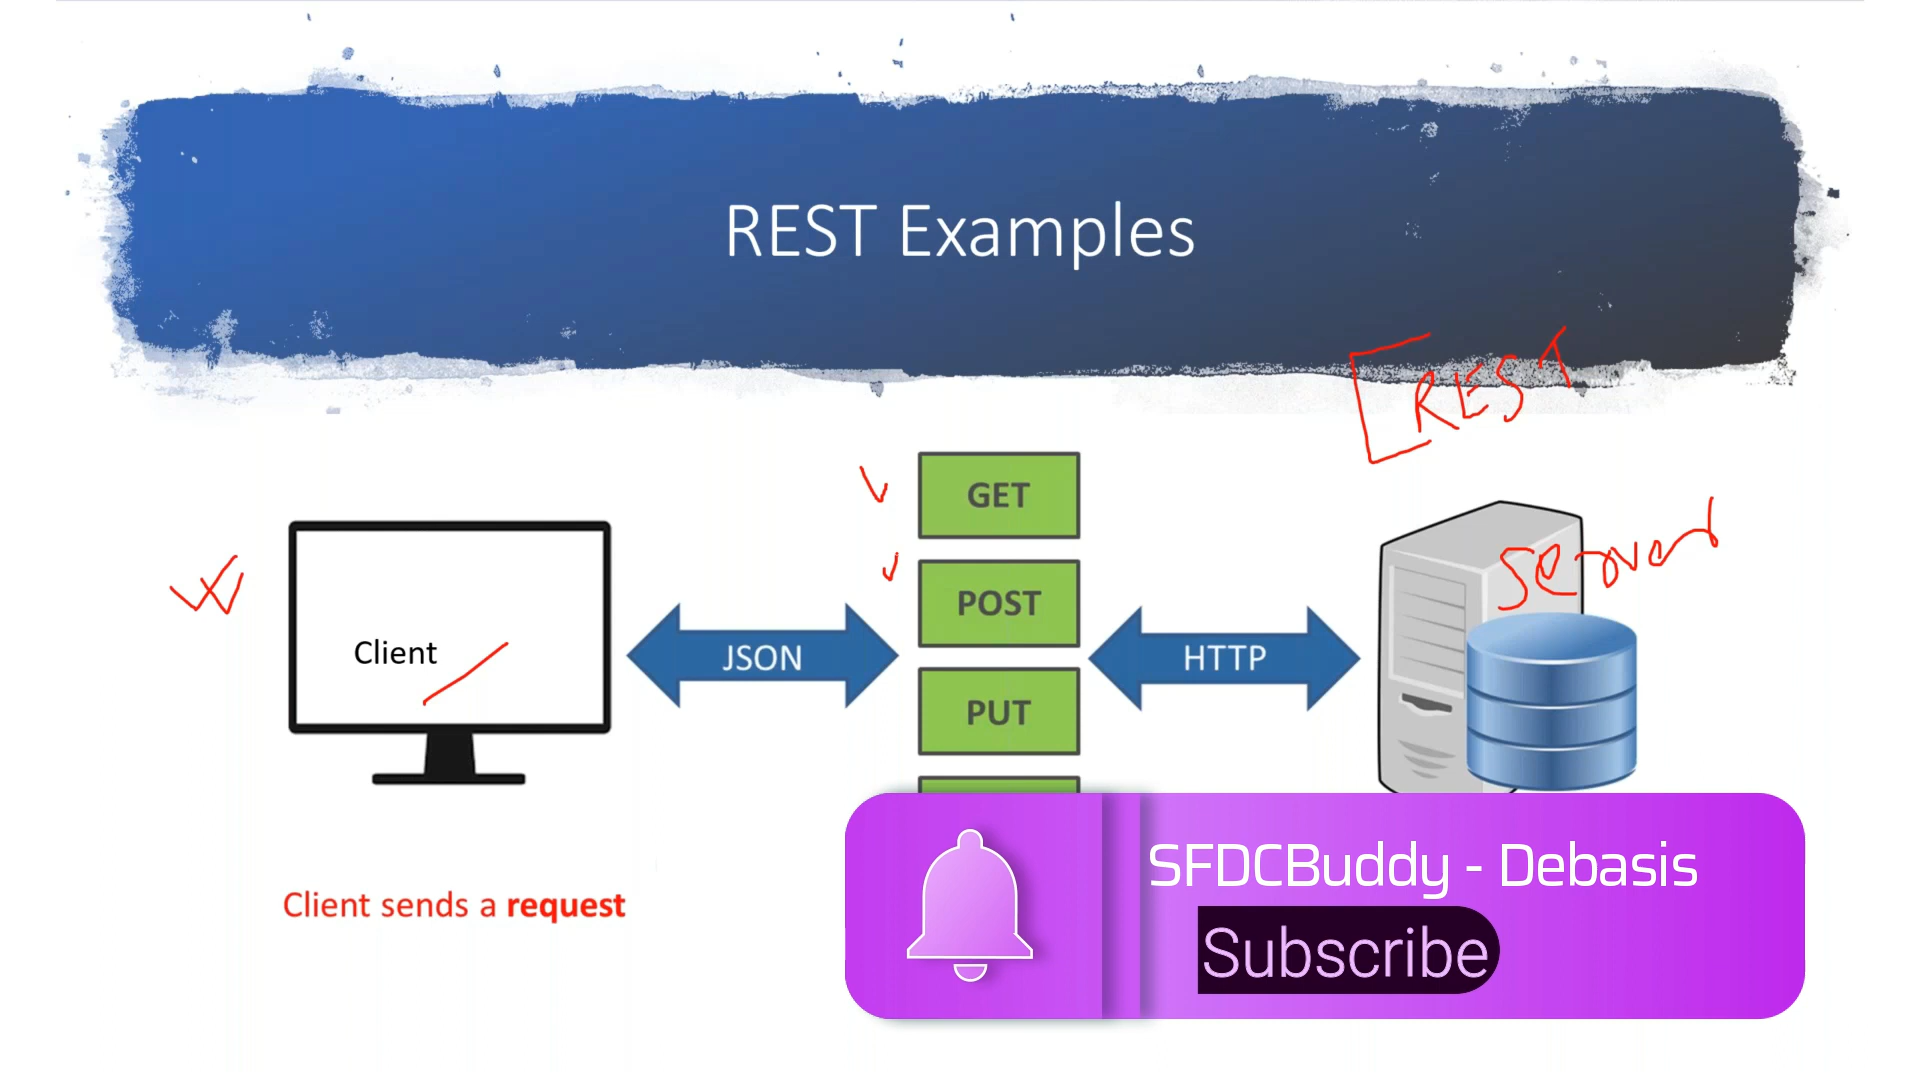 REST Examples
REST
GET
server
POST
Client
JSON
HTTP
PUT
SFDCBuddy - Debasis
Client sends a request
Subscribe